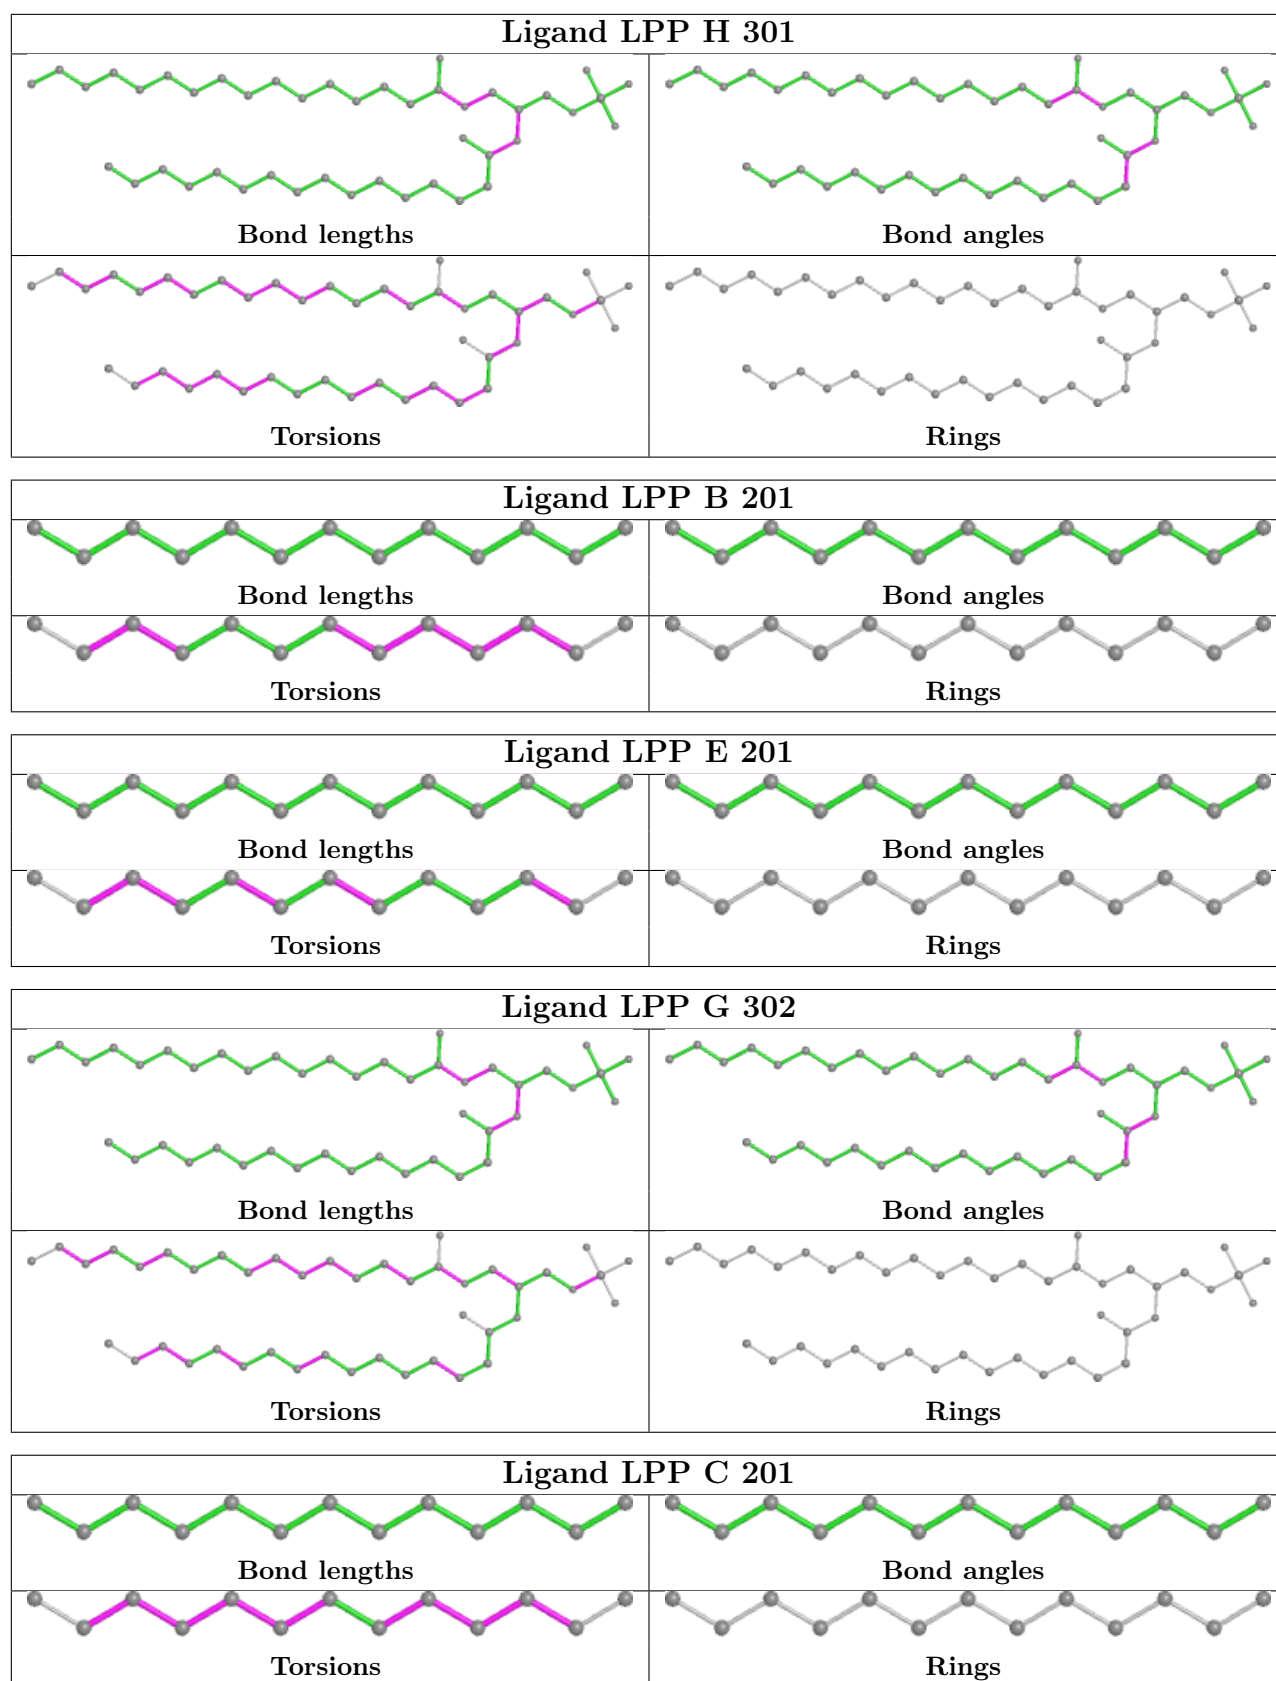 Ligand LPP H 301
Bond lengths
Bond angles
Torsions
Rings
Ligand LPP B 201
Bond lengths
Bond angles
Torsions
Rings
Ligand LPP E 201
Bond lengths
Bond angles
Torsions
Rings
Ligand LPP G 302
Bond lengths
Bond angles
Torsions
Rings
Ligand LPP C 201
Bond lengths
Bond angles
Torsions
Rings